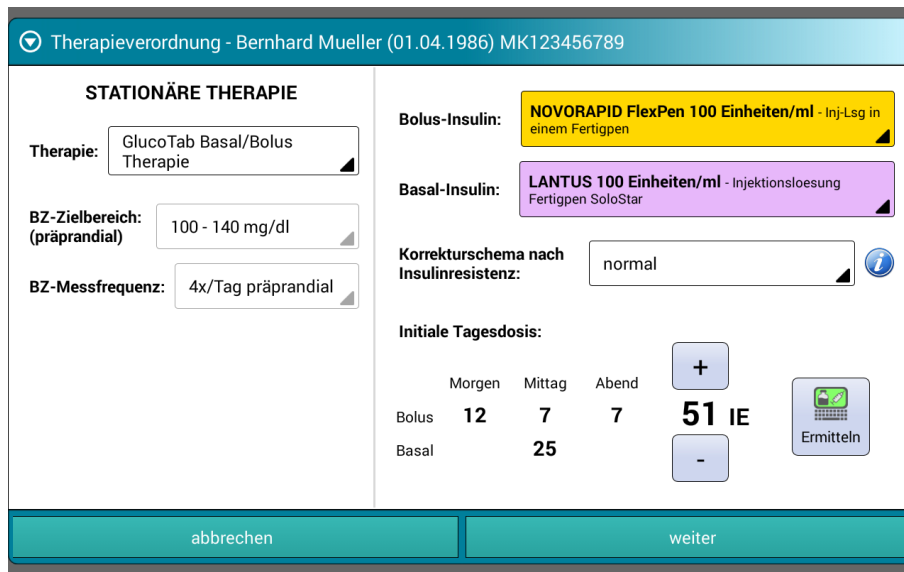 Therapieverordnung - Bernhard Mueller (01.04.1986) MK123456789
STATIONÄRE THERAPIE
Therapie:
GlucoTab Basal/Bolus
Therapie
BZ-Zielbereich:
(präprandial)
100 - 140 mg/dl
BZ-Messfrequenz:
4x/Tag präprandial
Bolus-Insulin:
NOVORAPID FlexPen 100 Einheiten/ml - Inj-Lsg in
einem Fertigpen
Basal-Insulin:
LANTUS 100 Einheiten/ml - Injektionsloesung
Fertigpen SoloStar
Korrekturschema nach
Insulinresistenz:
normal
i
Initiale Tagesdosis:
Morgen Mittag Abend
Bolus 12 7 7
Basal 25
+
51 IE
-
Ermitteln
abbrechen
weiter